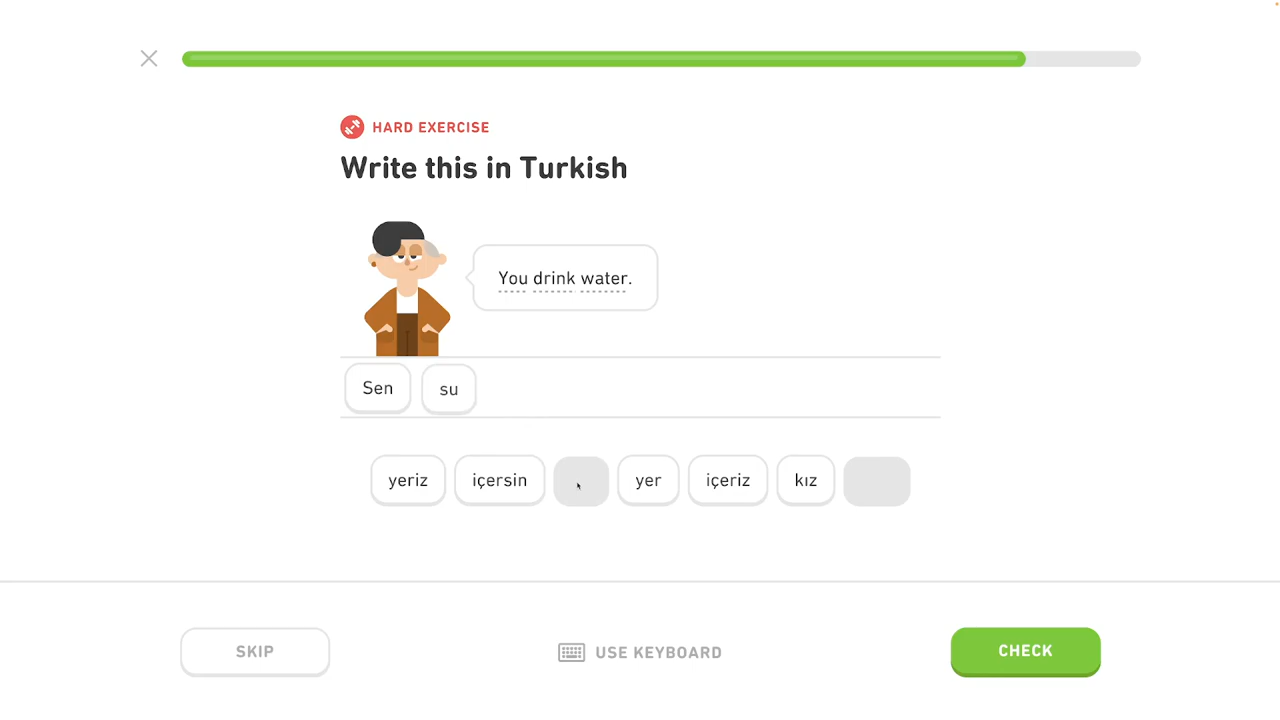 HARD EXERCISE
Write this in Turkish
You drink water.
Sen su
yeriz içersin yer içeriz kız
SKIP USE KEYBOARD CHECK